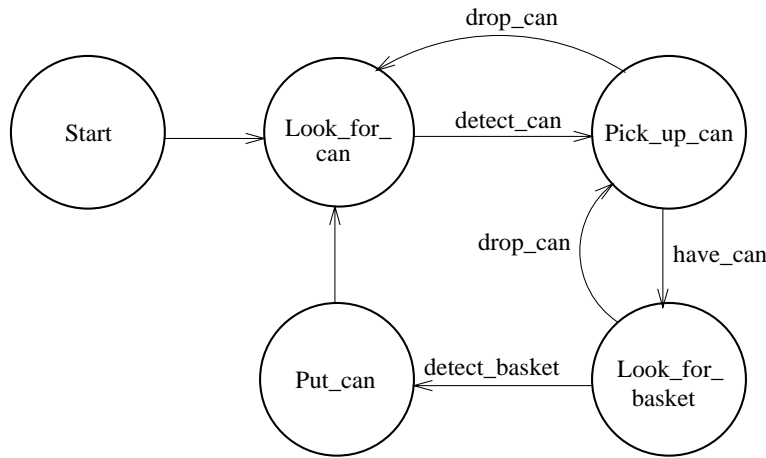 drop_can
Start
Look_for_
can
detect_can
Pick_up_can
drop_can
have_can
Put_can
detect_basket
Look_for_
basket